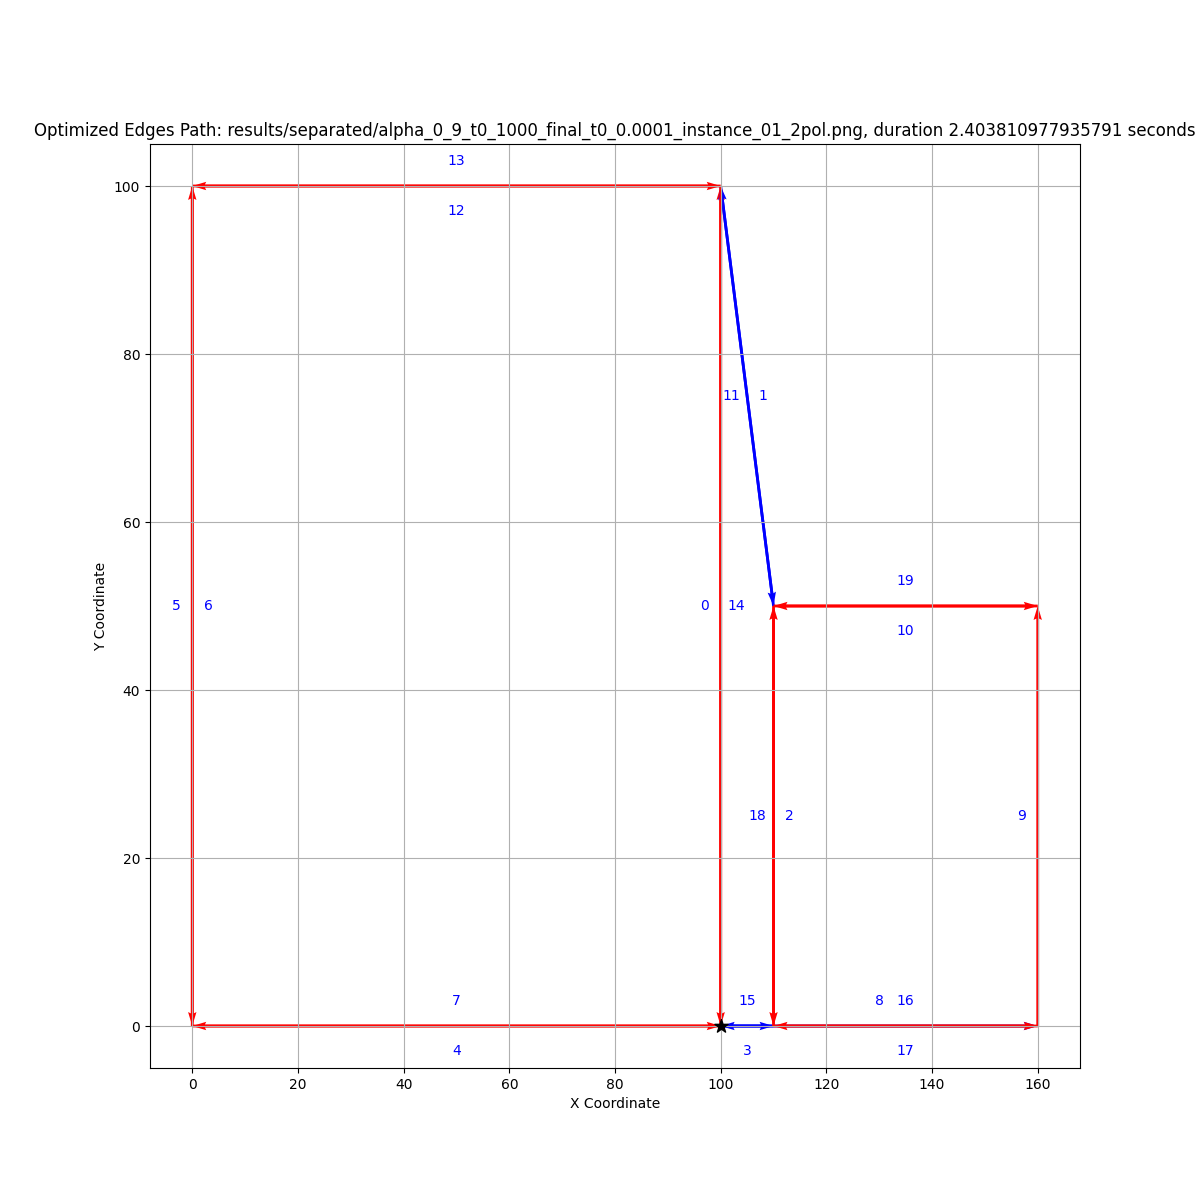 Optimized Edges Path: results/separated/alpha_0_9_t0_1000_final_t0_0.0001_instance_01_2pol.png, duration 2.403810977935791 seconds
13
100
12
80
11 1
60
19
5 6 0 14
10
Y Coordinate
40
18 2 9
20
7 15 8 16
0
4 3 17
0 20 40 60 80 100 120 140 160
X Coordinate